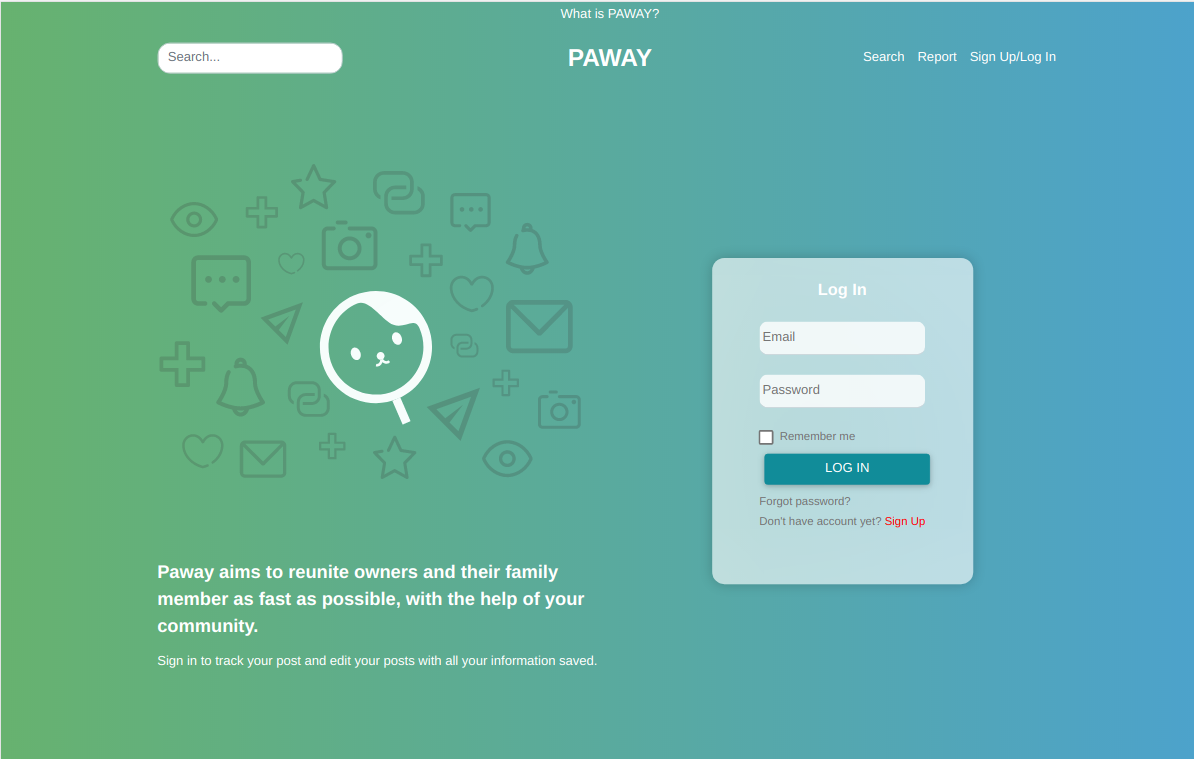 What is PAWAY?
Search...
PAWAY
Search Report Sign Up/Log In
Log In
Email
Password
Remember me
LOG IN
Forgot password?
Don't have account yet? Sign Up
Paway aims to reunite owners and their family
member as fast as possible, with the help of your
community.
Sign in to track your post and edit your posts with all your information saved.